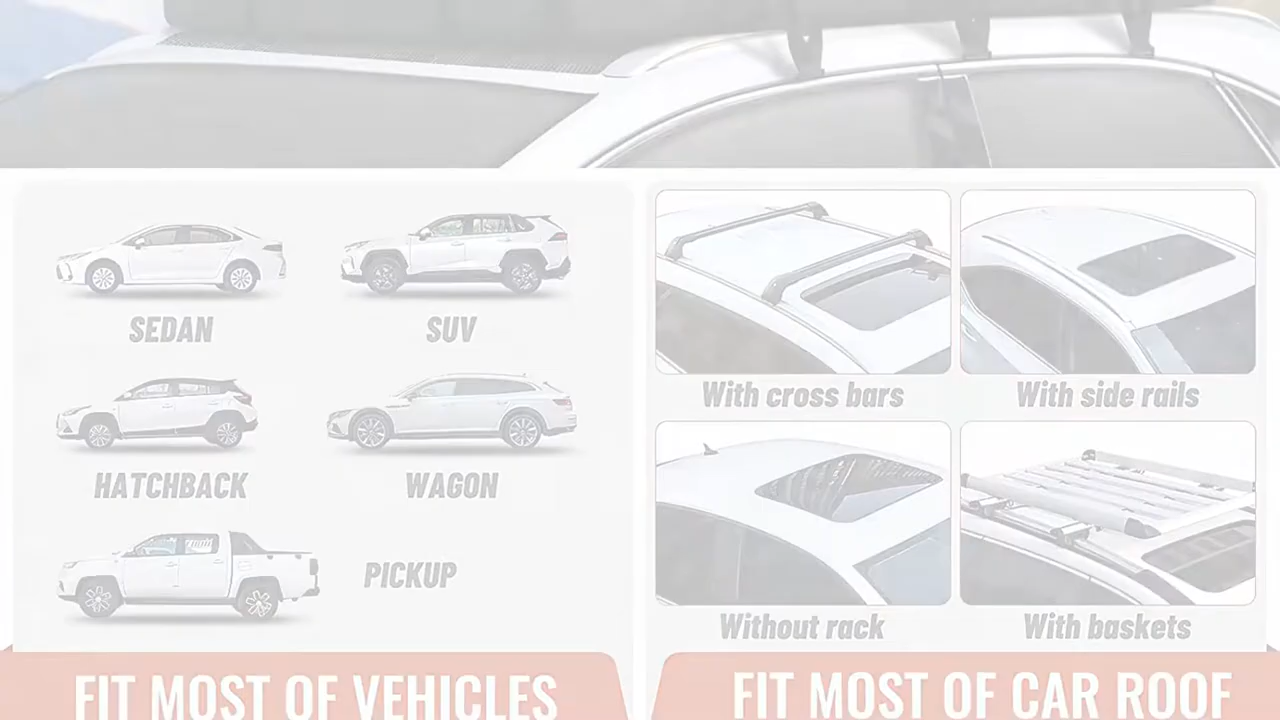 SEDAN
SUV
HATCHBACK
WAGON
PICKUP
FIT MOST OF VEHICLES
With cross bars
With side rails
Without rack
With baskets
FIT MOST OF CAR ROOF